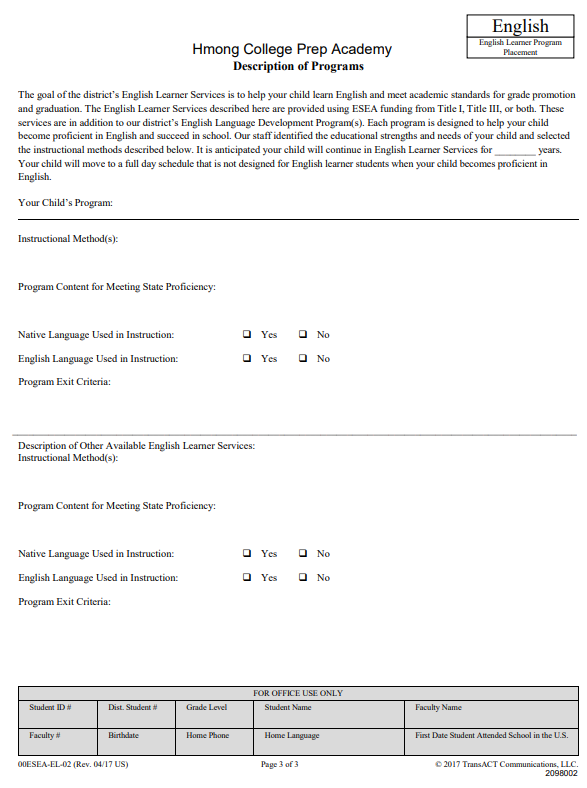 English
English Learner Program
Placement
Hmong College Prep Academy
Description of Programs
The goal of the district's English Learner Services is to help your child learn English and meet academic standards for grade promotion
and graduation. The English Learner Services described here are provided using ESEA funding from Title I, Title III, or both. These
services are in addition to our district's English Language Development Program(s). Each program is designed to help your child
become proficient in English and succeed in school. Our staff identified the educational strengths and needs of your child and selected
the instructional methods described below. It is anticipated your child will continue in English Learner Services for ________ years.
Your child will move to a full day schedule that is not designed for English learner students when your child becomes proficient in
English.
Your Child's Program:
Instructional Method(s):
Program Content for Meeting State Proficiency:
Native Language Used in Instruction: ❑ Yes ❑ No
English Language Used in Instruction: ❑ Yes ❑ No
Program Exit Criteria:
Description of Other Available English Learner Services:
Instructional Method(s):
Program Content for Meeting State Proficiency:
Native Language Used in Instruction: ❑ Yes ❑ No
English Language Used in Instruction: ❑ Yes ❑ No
Program Exit Criteria:
FOR OFFICE USE ONLY
Student ID # Dist. Student # Grade Level Student Name Faculty Name
Faculty # Birthdate Home Phone Home Language First Date Student Attended School in the U.S.
00ESEA-EL-02 (Rev. 04/17 US) Page 3 of 3 © 2017 TransACT Communications, LLC.
2098002